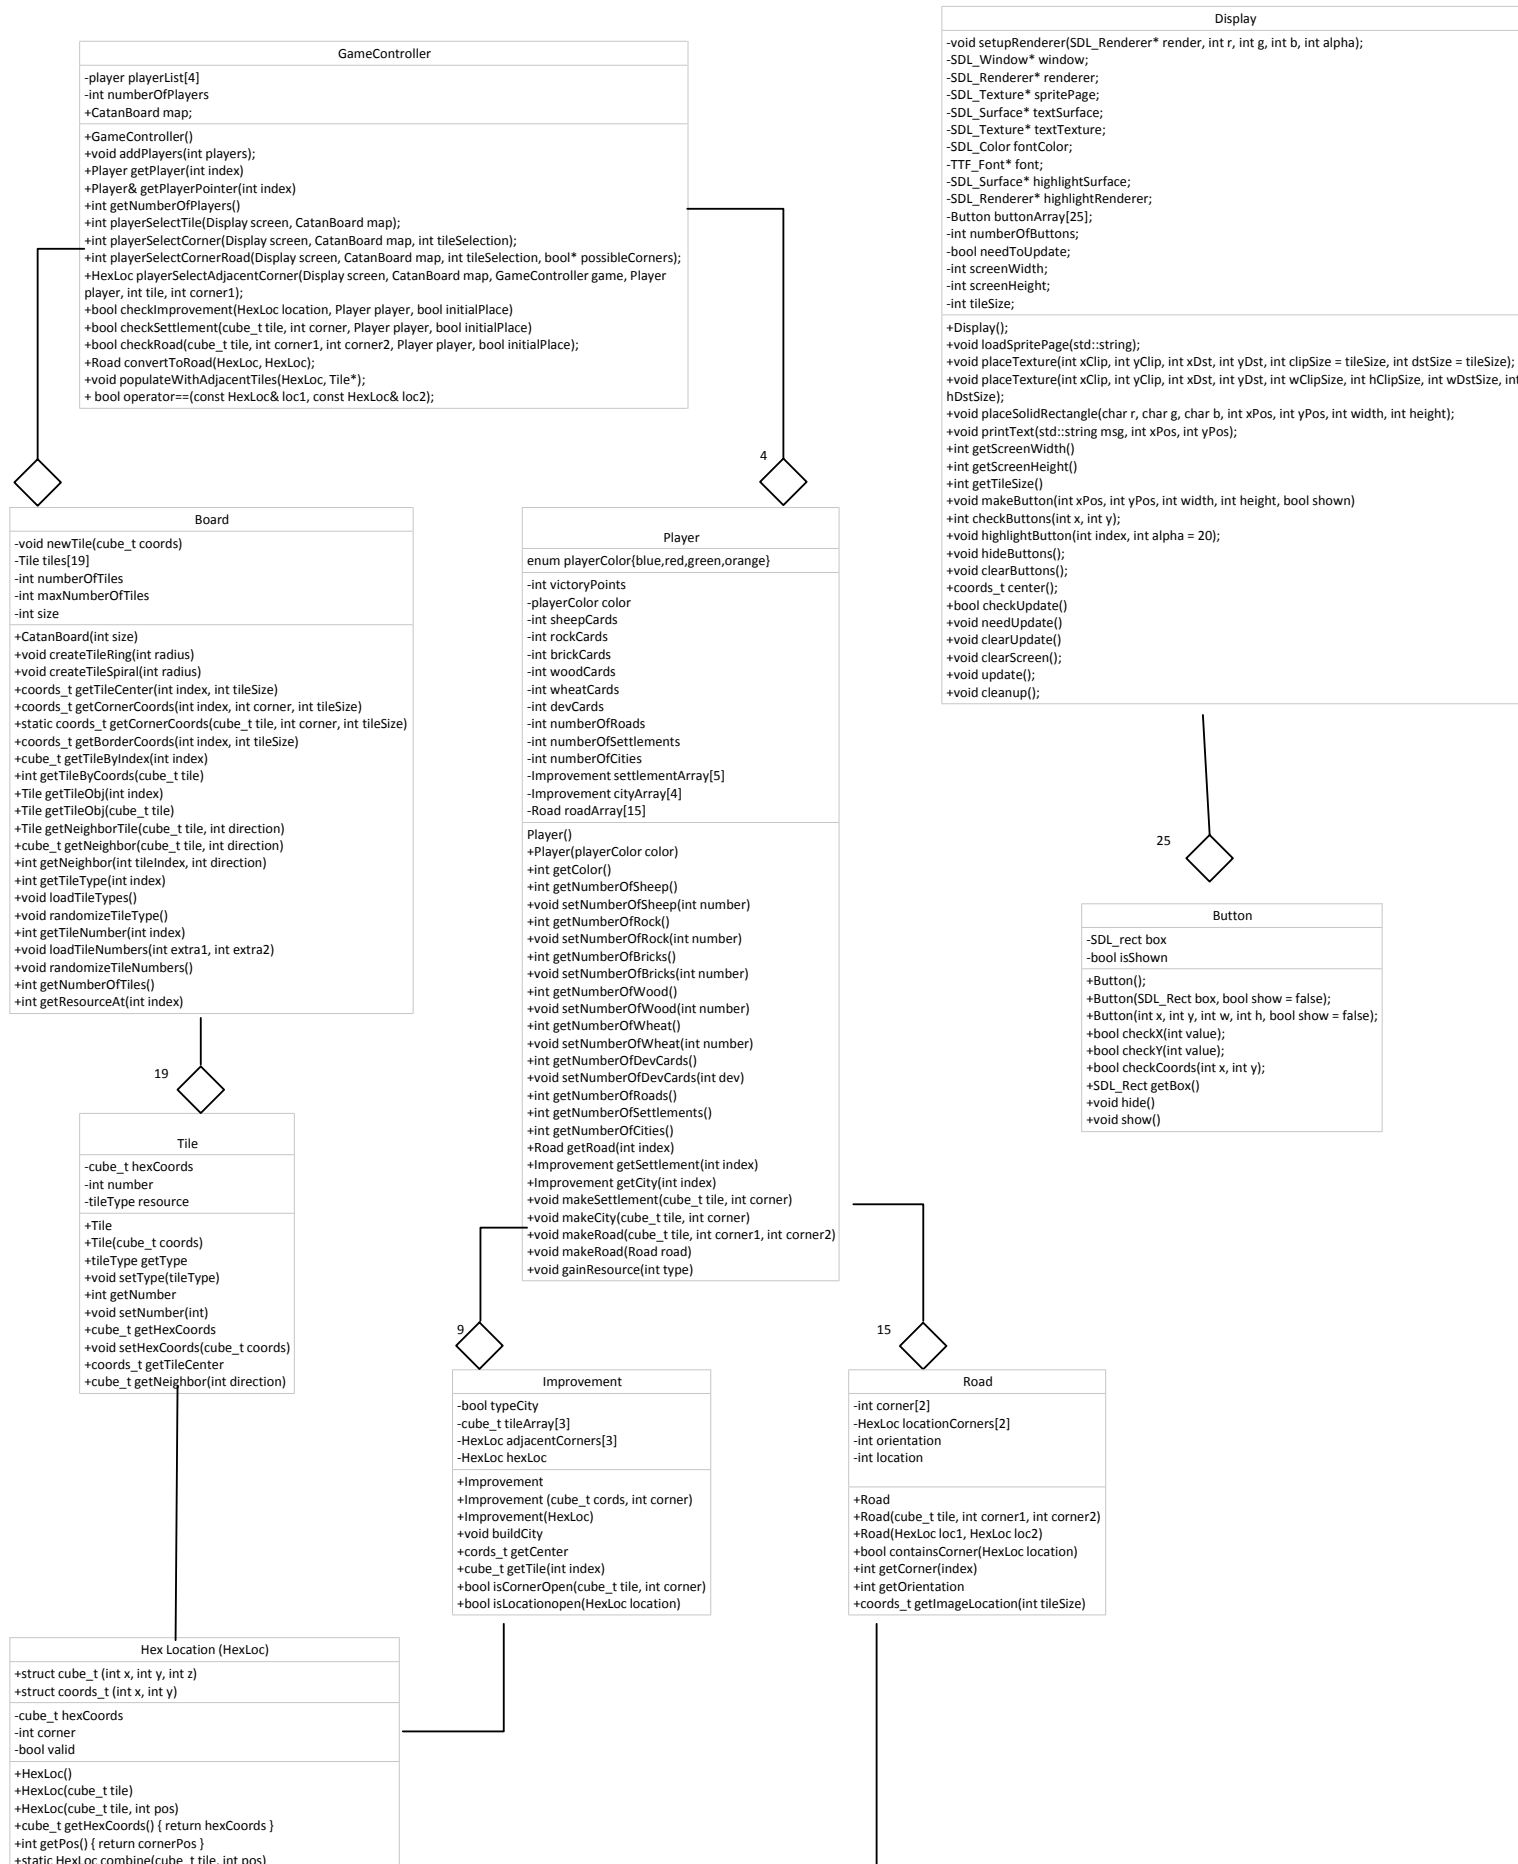 GameController
-player playerList[4]
-int numberOfPlayers
+CatanBoard map;
+GameController()
+void addPlayers(int players);
+Player getPlayer(int index)
+Player& getPlayerPointer(int index)
+int getNumberOfPlayers()
+int playerSelectTile(Display screen, CatanBoard map);
+int playerSelectCorner(Display screen, CatanBoard map, int tileSelection);
+int playerSelectCornerRoad(Display screen, CatanBoard map, int tileSelection, bool* possibleCorners);
+HexLoc playerSelectAdjacentCorner(Display screen, CatanBoard map, GameController game, Player
player, int tile, int corner1);
+bool checkImprovement(HexLoc location, Player player, bool initialPlace)
+bool checkSettlement(cube_t tile, int corner, Player player, bool initialPlace)
+bool checkRoad(cube_t tile, int corner1, int corner2, Player player, bool initialPlace);
+Road convertToRoad(HexLoc, HexLoc);
+void populateWithAdjacentTiles(HexLoc, Tile*);
+ bool operator==(const HexLoc& loc1, const HexLoc& loc2);
Display
-void setupRenderer(SDL_Renderer* render, int r, int g, int b, int alpha);
-SDL_Window* window;
-SDL_Renderer* renderer;
-SDL_Texture* spritePage;
-SDL_Surface* textSurface;
-SDL_Texture* textTexture;
-SDL_Color fontColor;
-TTF_Font* font;
-SDL_Surface* highlightSurface;
-SDL_Renderer* highlightRenderer;
-Button buttonArray[25];
-int numberOfButtons;
-bool needToUpdate;
-int screenWidth;
-int screenHeight;
-int tileSize;
+Display();
+void loadSpritePage(std::string);
+void placeTexture(int xClip, int yClip, int xDst, int yDst, int clipSize = tileSize, int dstSize = tileSize);
+void placeTexture(int xClip, int yClip, int xDst, int yDst, int wClipSize, int hClipSize, int wDstSize, int
hDstSize);
+void placeSolidRectangle(char r, char g, char b, int xPos, int yPos, int width, int height);
+void printText(std::string msg, int xPos, int yPos);
+int getScreenWidth()
+int getScreenHeight()
+int getTileSize()
+void makeButton(int xPos, int yPos, int width, int height, bool shown)
+int checkButtons(int x, int y);
+void highlightButton(int index, int alpha = 20);
+void hideButtons();
+void clearButtons();
+coords_t center();
+bool checkUpdate()
+void needUpdate()
+void clearUpdate()
+void clearScreen();
+void update();
+void cleanup();
4
Board
-void newTile(cube_t coords)
-Tile tiles[19]
-int numberOfTiles
-int maxNumberOfTiles
-int size
+CatanBoard(int size)
+void createTileRing(int radius)
+void createTileSpiral(int radius)
+coords_t getTileCenter(int index, int tileSize)
+coords_t getCornerCoords(int index, int corner, int tileSize)
+static coords_t getCornerCoords(cube_t tile, int corner, int tileSize)
+coords_t getBorderCoords(int index, int tileSize)
+cube_t getTileByIndex(int index)
+int getTileByCoords(cube_t tile)
+Tile getTileObj(int index)
+Tile getTileObj(cube_t tile)
+Tile getNeighborTile(cube_t tile, int direction)
+cube_t getNeighbor(cube_t tile, int direction)
+int getNeighbor(int tileIndex, int direction)
+int getTileType(int index)
+void loadTileTypes()
+void randomizeTileType()
+int getTileNumber(int index)
+void loadTileNumbers(int extra1, int extra2)
+void randomizeTileNumbers()
+int getNumberOfTiles()
+int getResourceAt(int index)
Player
enum playerColor{blue,red,green,orange}
-int victoryPoints
-playerColor color
-int sheepCards
-int rockCards
-int brickCards
-int woodCards
-int wheatCards
-int devCards
-int numberOfRoads
-int numberOfSettlements
-int numberOfCities
-Improvement settlementArray[5]
-Improvement cityArray[4]
-Road roadArray[15]
Player()
+Player(playerColor color)
+int getColor()
+int getNumberOfSheep()
+void setNumberOfSheep(int number)
+int getNumberOfRock()
+void setNumberOfRock(int number)
+int getNumberOfBricks()
+void setNumberOfBricks(int number)
+int getNumberOfWood()
+void setNumberOfWood(int number)
+int getNumberOfWheat()
+void setNumberOfWheat(int number)
+int getNumberOfDevCards()
+void setNumberOfDevCards(int dev)
+int getNumberOfRoads()
+int getNumberOfSettlements()
+int getNumberOfCities()
+Road getRoad(int index)
+Improvement getSettlement(int index)
+Improvement getCity(int index)
+void makeSettlement(cube_t tile, int corner)
+void makeCity(cube_t tile, int corner)
+void makeRoad(cube_t tile, int corner1, int corner2)
+void makeRoad(Road road)
+void gainResource(int type)
25
Button
-SDL_rect box
-bool isShown
+Button();
+Button(SDL_Rect box, bool show = false);
+Button(int x, int y, int w, int h, bool show = false);
+bool checkX(int value);
+bool checkY(int value);
+bool checkCoords(int x, int y);
+SDL_Rect getBox()
+void hide()
+void show()
19
Tile
-cube_t hexCoords
-int number
-tileType resource
+Tile
+Tile(cube_t coords)
+tileType getType
+void setType(tileType)
+int getNumber
+void setNumber(int)
+cube_t getHexCoords
+void setHexCoords(cube_t coords)
+coords_t getTileCenter
+cube_t getNeighbor(int direction)
9
Improvement
-bool typeCity
-cube_t tileArray[3]
-HexLoc adjacentCorners[3]
-HexLoc hexLoc
+Improvement
+Improvement (cube_t cords, int corner)
+Improvement(HexLoc)
+void buildCity
+cords_t getCenter
+cube_t getTile(int index)
+bool isCornerOpen(cube_t tile, int corner)
+bool isLocationopen(HexLoc location)
15
Road
-int corner[2]
-HexLoc locationCorners[2]
-int orientation
-int location
+Road
+Road(cube_t tile, int corner1, int corner2)
+Road(HexLoc loc1, HexLoc loc2)
+bool containsCorner(HexLoc location)
+int getCorner(index)
+int getOrientation
+coords_t getImageLocation(int tileSize)
Hex Location (HexLoc)
+struct cube_t (int x, int y, int z)
+struct coords_t (int x, int y)
-cube_t hexCoords
-int corner
-bool valid
+HexLoc()
+HexLoc(cube_t tile)
+HexLoc(cube_t tile, int pos)
+cube_t getHexCoords() { return hexCoords }
+int getPos() { return cornerPos }
+static HexLoc combine(cube_t tile, int pos)